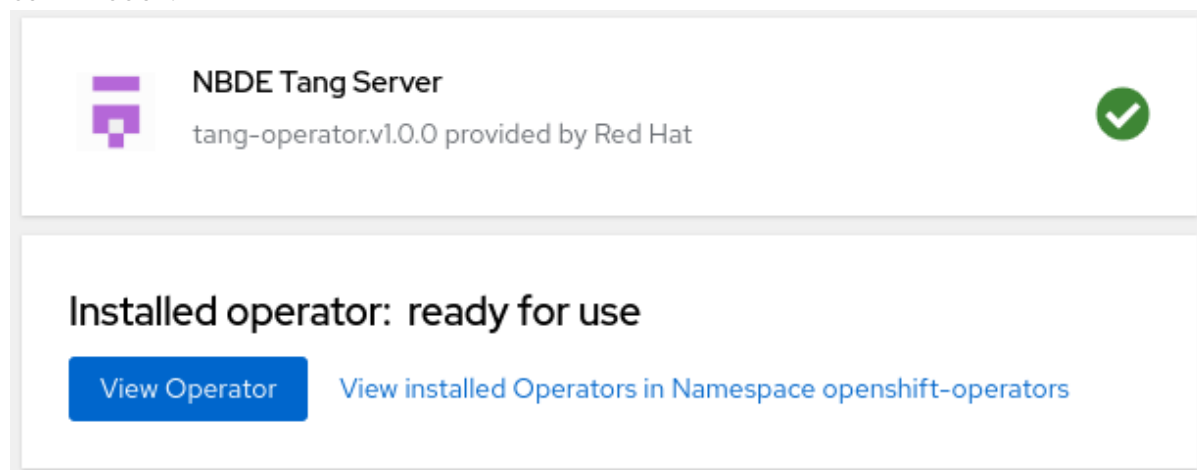 NBDE Tang Server
tang-operator.v1.0.0 provided by Red Hat
Installed operator: ready for use
View Operator
View installed Operators in Namespace openshift-operators